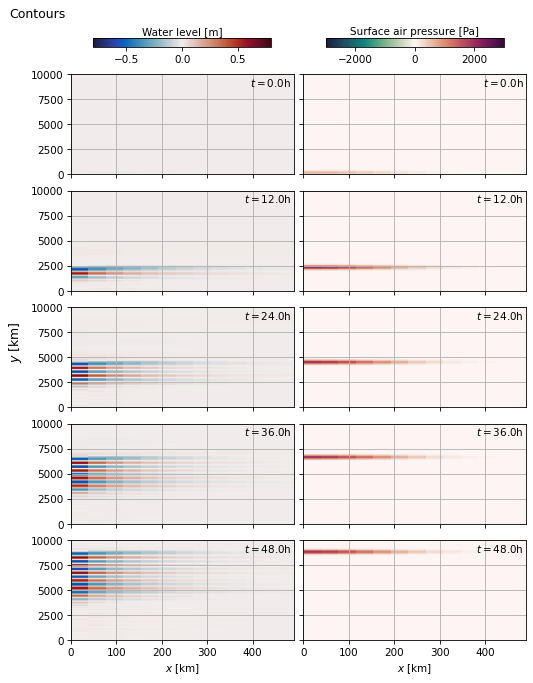 Contours
Water level [m]
Surface air pressure [Pa]
−0.5 0.0 0.5
−2000 0 2000
10000
7500
5000
2500
0
t = 0.0h
t = 0.0h
10000
7500
5000
2500
0
t = 12.0h
t = 12.0h
10000
7500
5000
2500
0
t = 24.0h
t = 24.0h
y [km]
10000
7500
5000
2500
0
t = 36.0h
t = 36.0h
10000
7500
5000
2500
0
t = 48.0h
t = 48.0h
0 100 200 300 400
0 100 200 300 400
x [km]
x [km]